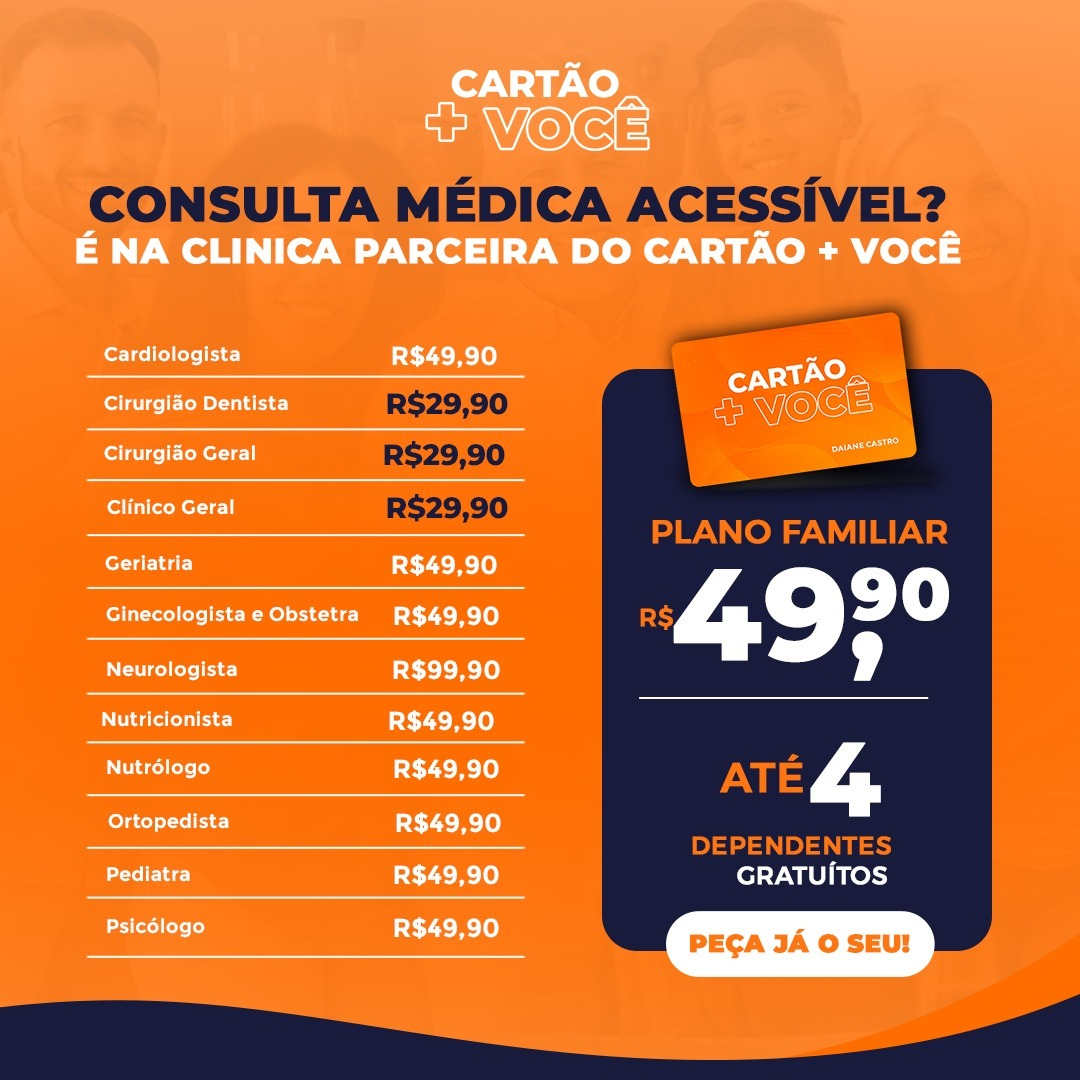 CARTÃO
+ VOCÊ
CONSULTA MÉDICA ACESSÍVEL?
É NA CLINICA PARCEIRA DO CARTÃO + VOCÊ
Cardiologista R$49,90
Cirurgião Dentista R$29,90
Cirurgião Geral R$29,90
Clínico Geral R$29,90
Geriatria R$49,90
Ginecologista e Obstetra R$49,90
Neurologista R$99,90
Nutricionista R$49,90
Nutrólogo R$49,90
Ortopedista R$49,90
Pediatra R$49,90
Psicólogo R$49,90
CARTÃO
+ VOCÊ
DAIANE CASTRO
PLANO FAMILIAR
R$49,90
ATÉ 4
DEPENDENTES
GRATUÍTOS
PEÇA JÁ O SEU!